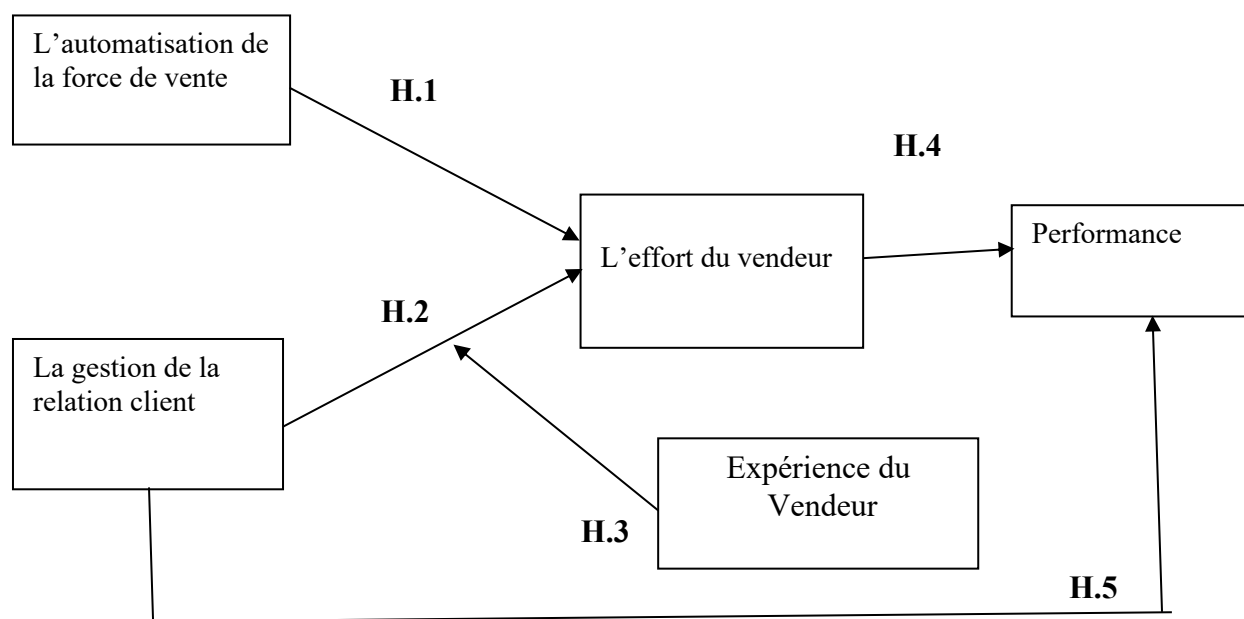 L’automatisation de
la force de vente
H.1
H.4
L’effort du vendeur
Performance
H.2
La gestion de la
relation client
Expérience du
Vendeur
H.3
H.5